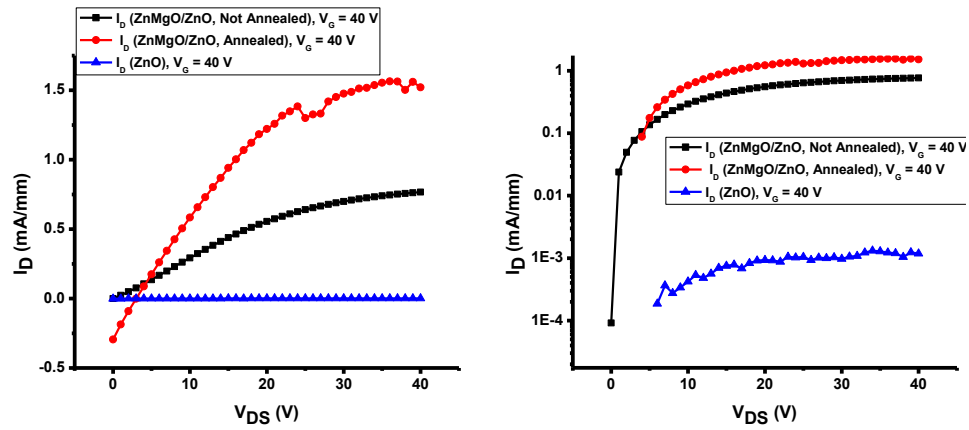 I_D (ZnMgO/ZnO, Not Annealed), V_G = 40 V
I_D (ZnMgO/ZnO, Annealed), V_G = 40 V
I_D (ZnO), V_G = 40 V
1.5
1.0
0.5
0.0
-0.5
I_D (mA/mm)
0
10
20
30
40
V_DS (V)
1
0.1
0.01
1E-3
1E-4
I_D (mA/mm)
I_D (ZnMgO/ZnO, Not Annealed), V_G = 40 V
I_D (ZnMgO/ZnO, Annealed), V_G = 40 V
I_D (ZnO), V_G = 40 V
0
10
20
30
40
V_DS (V)